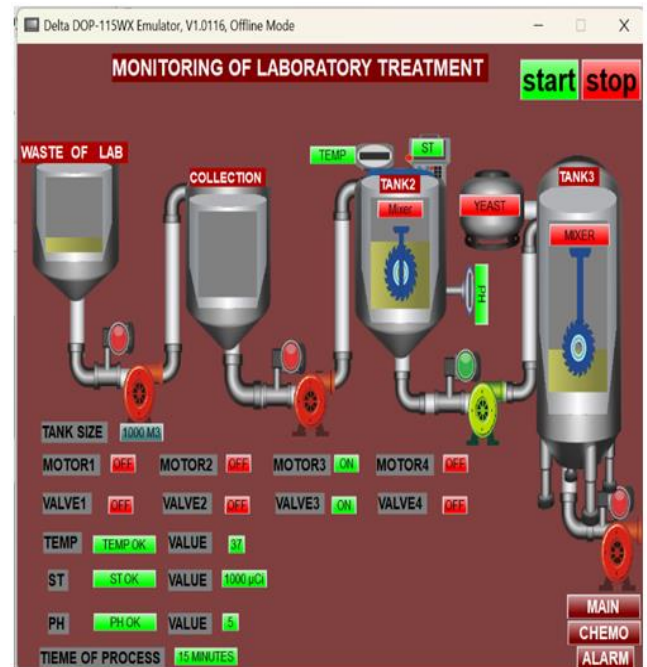 Delta DOP-115WX Emulator, V1.0116, Offline Mode
MONITORING OF LABORATORY TREATMENT
start stop
WASTE OF LAB
COLLECTION
TEMP
ST
TANK2
Mixer
PH
YEAST
TANK3
MIXER
TANK SIZE 1000 M3
MOTOR1 OFF MOTOR2 OFF MOTOR3 ON MOTOR4 OFF
VALVE1 OFF VALVE2 OFF VALVE3 ON VALVE4 OFF
TEMP TEMP OK VALUE 37
ST ST OK VALUE 1000 µCi
PH PH OK VALUE 5
TIEME OF PROCESS 15 MINUTES
MAIN
CHEMO
ALARM